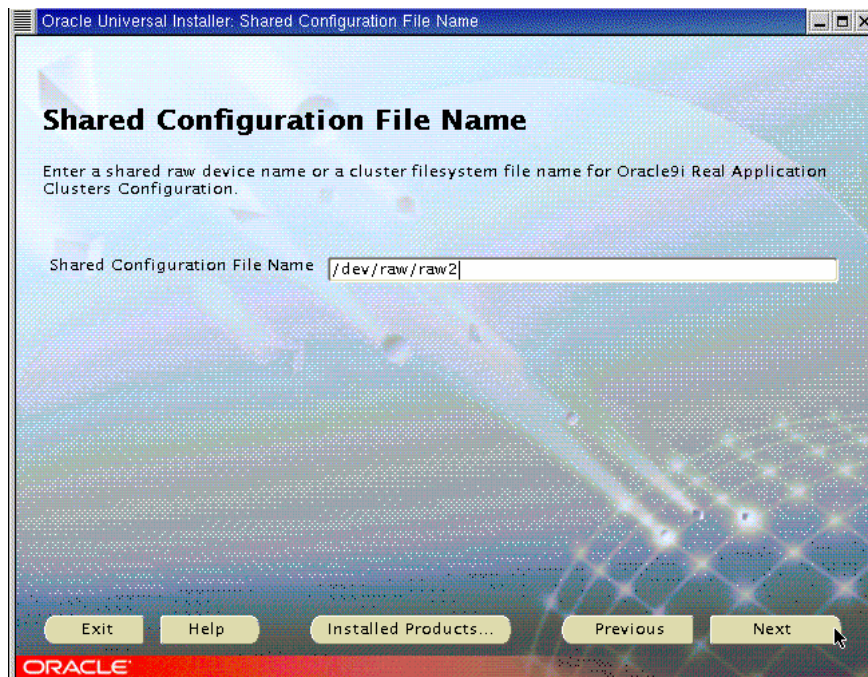 Oracle Universal Installer: Shared Configuration File Name
Shared Configuration File Name
Enter a shared raw device name or a cluster filesystem file name for Oracle9i Real Application
Clusters Configuration.
Shared Configuration File Name /dev/raw/raw2
Exit Help Installed Products... Previous Next
ORACLE